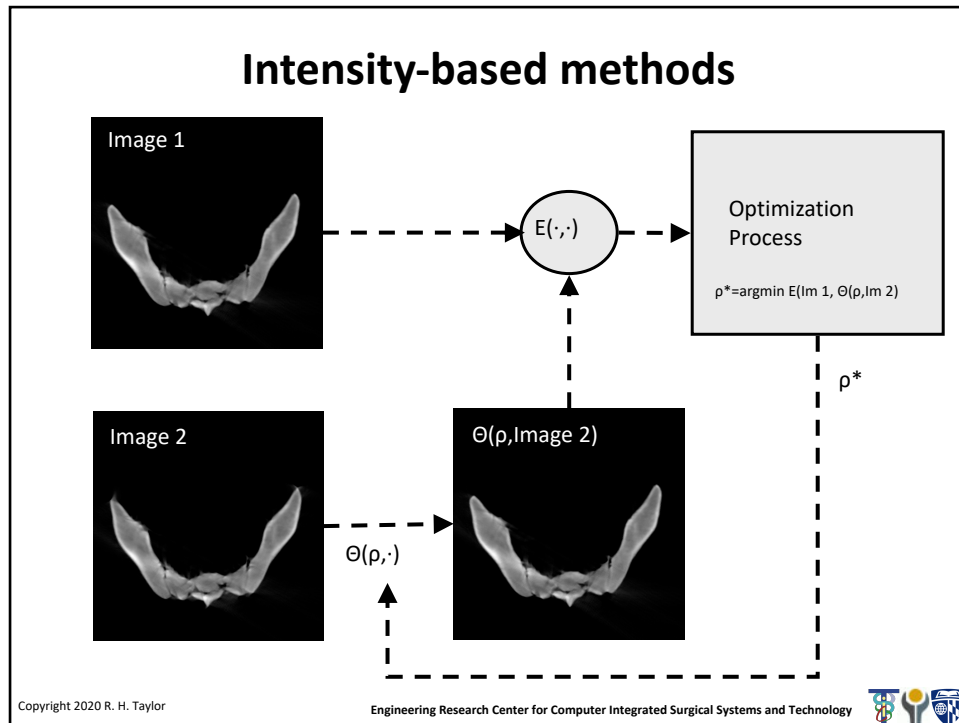 Intensity-based methods
Image 1
E(·,·)
Optimization
Process
ρ*=argmin E(Im 1, Θ(ρ,Im 2)
ρ*
Image 2
Θ(ρ,Image 2)
Θ(ρ,·)
Copyright 2020 R. H. Taylor
Engineering Research Center for Computer Integrated Surgical Systems and Technology